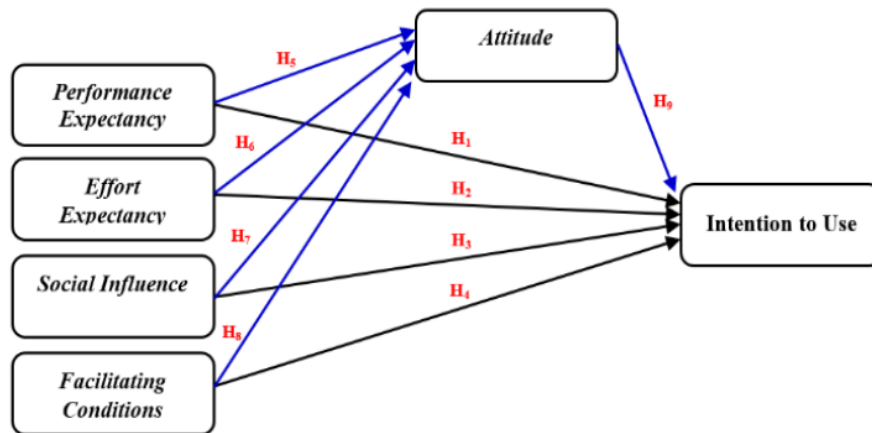 Attitude
H₅
H₉
Performance
Expectancy
H₁
H₆
Effort
Expectancy
H₂
Intention to Use
H₇
H₃
Social Influence
H₄
H₈
Facilitating
Conditions